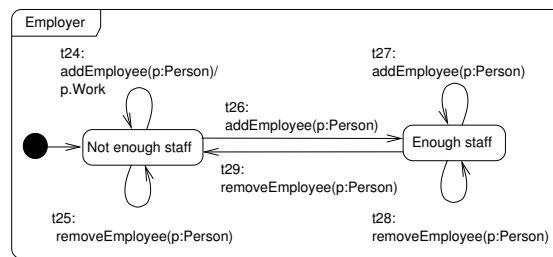 Employer
t24:
addEmployee(p:Person)/
p.Work
t27:
addEmployee(p:Person)
t26:
addEmployee(p:Person)
Not enough staff
Enough staff
t29:
removeEmployee(p:Person)
t25:
removeEmployee(p:Person)
t28:
removeEmployee(p:Person)